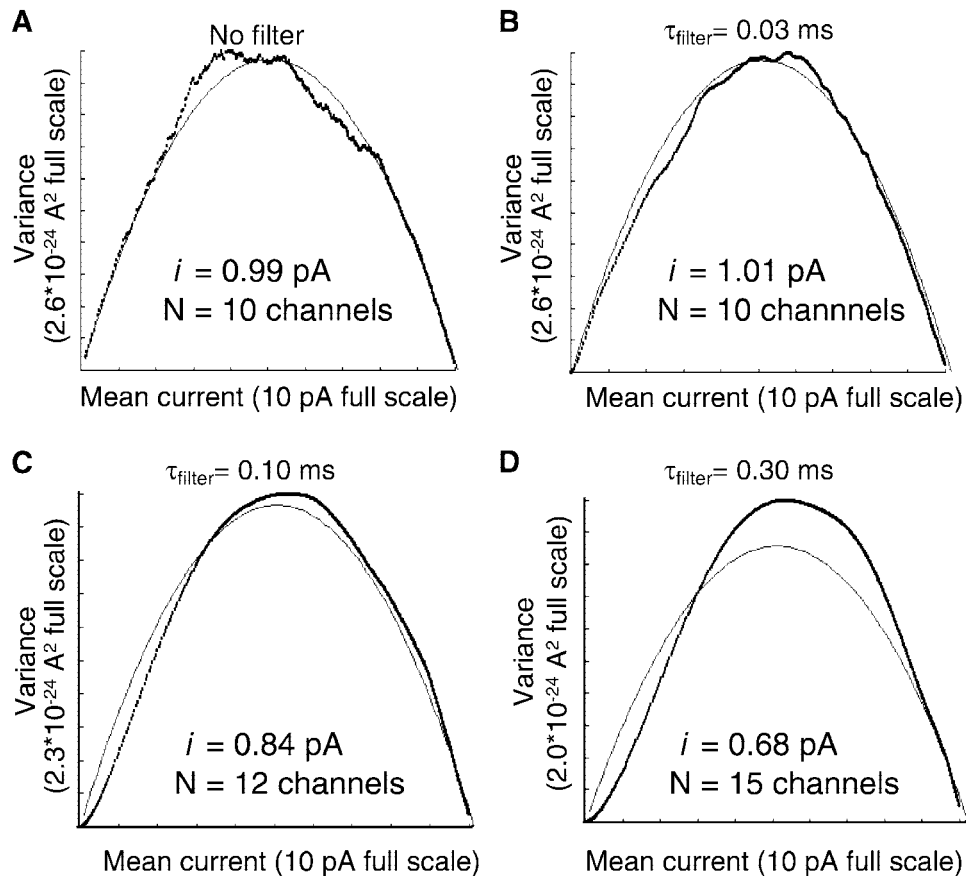 A
No filter
Variance
(2.6*10⁻²⁴ A² full scale)
i = 0.99 pA
N = 10 channels
Mean current (10 pA full scale)
B
τfilter= 0.03 ms
Variance
(2.6*10⁻²⁴ A² full scale)
i = 1.01 pA
N = 10 channnels
Mean current (10 pA full scale)
C
τfilter= 0.10 ms
Variance
(2.3*10⁻²⁴ A² full scale)
i = 0.84 pA
N = 12 channels
Mean current (10 pA full scale)
D
τfilter= 0.30 ms
Variance
(2.0*10⁻²⁴ A² full scale)
i = 0.68 pA
N = 15 channels
Mean current (10 pA full scale)